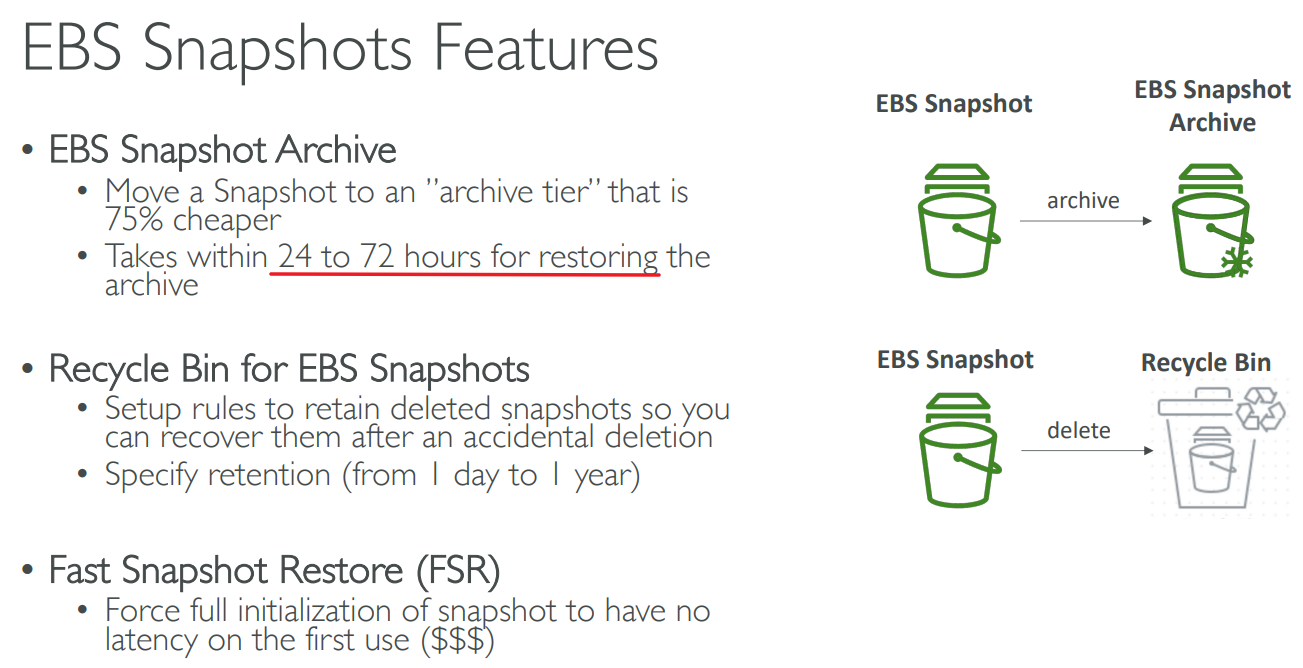 EBS Snapshots Features
• EBS Snapshot Archive
• Move a Snapshot to an ”archive tier” that is
75% cheaper
• Takes within 24 to 72 hours for restoring the
archive
• Recycle Bin for EBS Snapshots
• Setup rules to retain deleted snapshots so you
can recover them after an accidental deletion
• Specify retention (from 1 day to 1 year)
• Fast Snapshot Restore (FSR)
• Force full initialization of snapshot to have no
latency on the first use ($$$)
EBS Snapshot
EBS Snapshot
Archive
archive
EBS Snapshot
Recycle Bin
delete